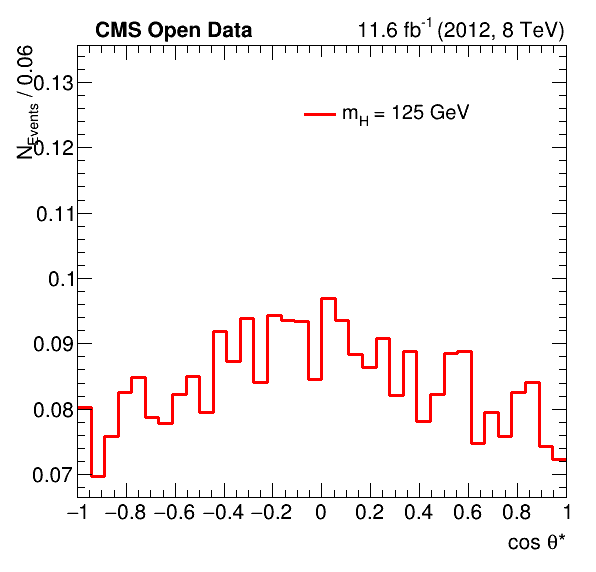 CMS Open Data 11.6 fb⁻¹ (2012, 8 TeV)
N_Events / 0.06
m_H = 125 GeV
0.13
0.12
0.11
0.1
0.09
0.08
0.07
−1 −0.8 −0.6 −0.4 −0.2 0 0.2 0.4 0.6 0.8 1
cos θ*